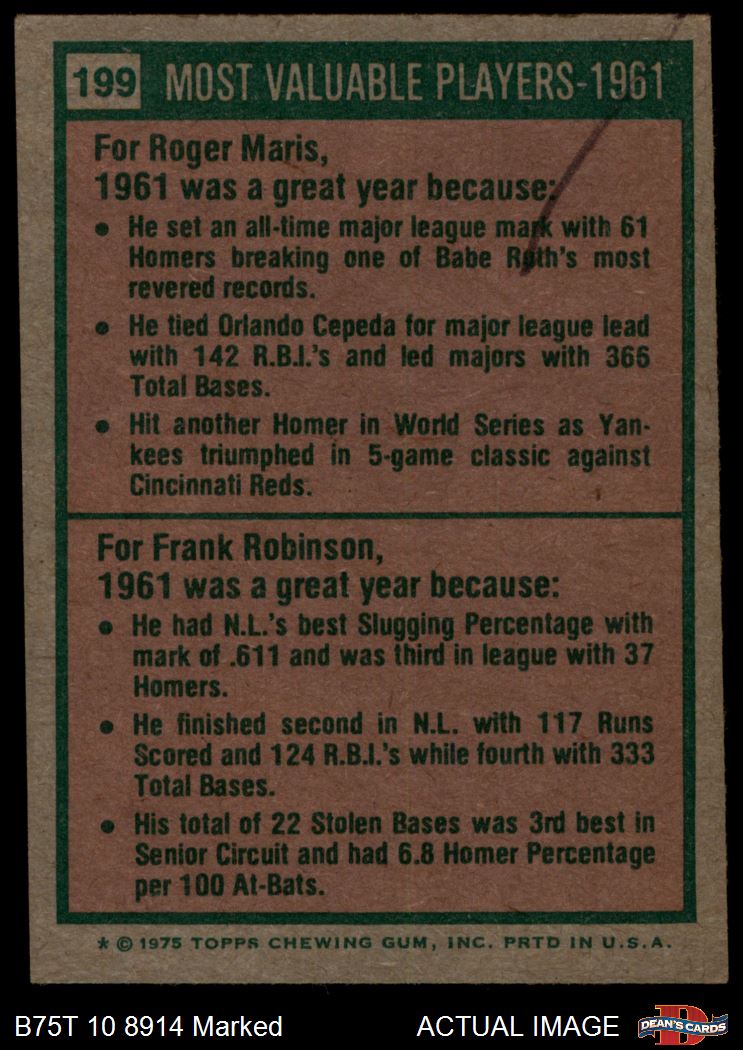 199 MOST VALUABLE PLAYERS-1961
For Roger Maris,
1961 was a great year because:
• He set an all-time major league mark with 61
Homers breaking one of Babe Ruth's most
revered records.
• He tied Orlando Cepeda for major league lead
with 142 R.B.I.'s and led majors with 366
Total Bases.
• Hit another Homer in World Series as Yan-
kees triumphed in 5-game classic against
Cincinnati Reds.
For Frank Robinson,
1961 was a great year because:
• He had N.L.'s best Slugging Percentage with
mark of .611 and was third in league with 37
Homers.
• He finished second in N.L. with 117 Runs
Scored and 124 R.B.I.'s while fourth with 333
Total Bases.
• His total of 22 Stolen Bases was 3rd best in
Senior Circuit and had 6.8 Homer Percentage
per 100 At-Bats.
* © 1975 TOPPS CHEWING GUM, INC. PRTD IN U.S.A.
B75T 10 8914 Marked ACTUAL IMAGE D DEAN'S CARDS